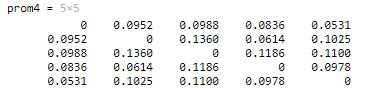 prom4 = 5×5
0 0.0952 0.0988 0.0836 0.0531
0.0952 0 0.1360 0.0614 0.1025
0.0988 0.1360 0 0.1186 0.1100
0.0836 0.0614 0.1186 0 0.0978
0.0531 0.1025 0.1100 0.0978 0